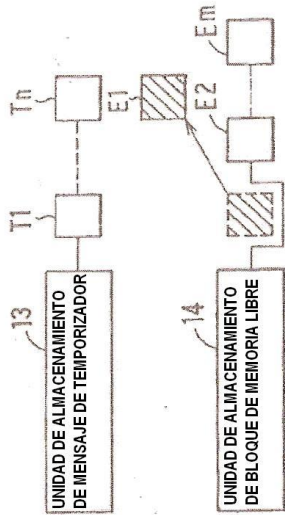 13
UNIDAD DE ALMACENAMIENTO
DE MENSAJE DE TEMPORIZADOR
T1
Tn
E1
14
UNIDAD DE ALMACENAMIENTO
DE BLOQUE DE MEMORIA LIBRE
E2
Em